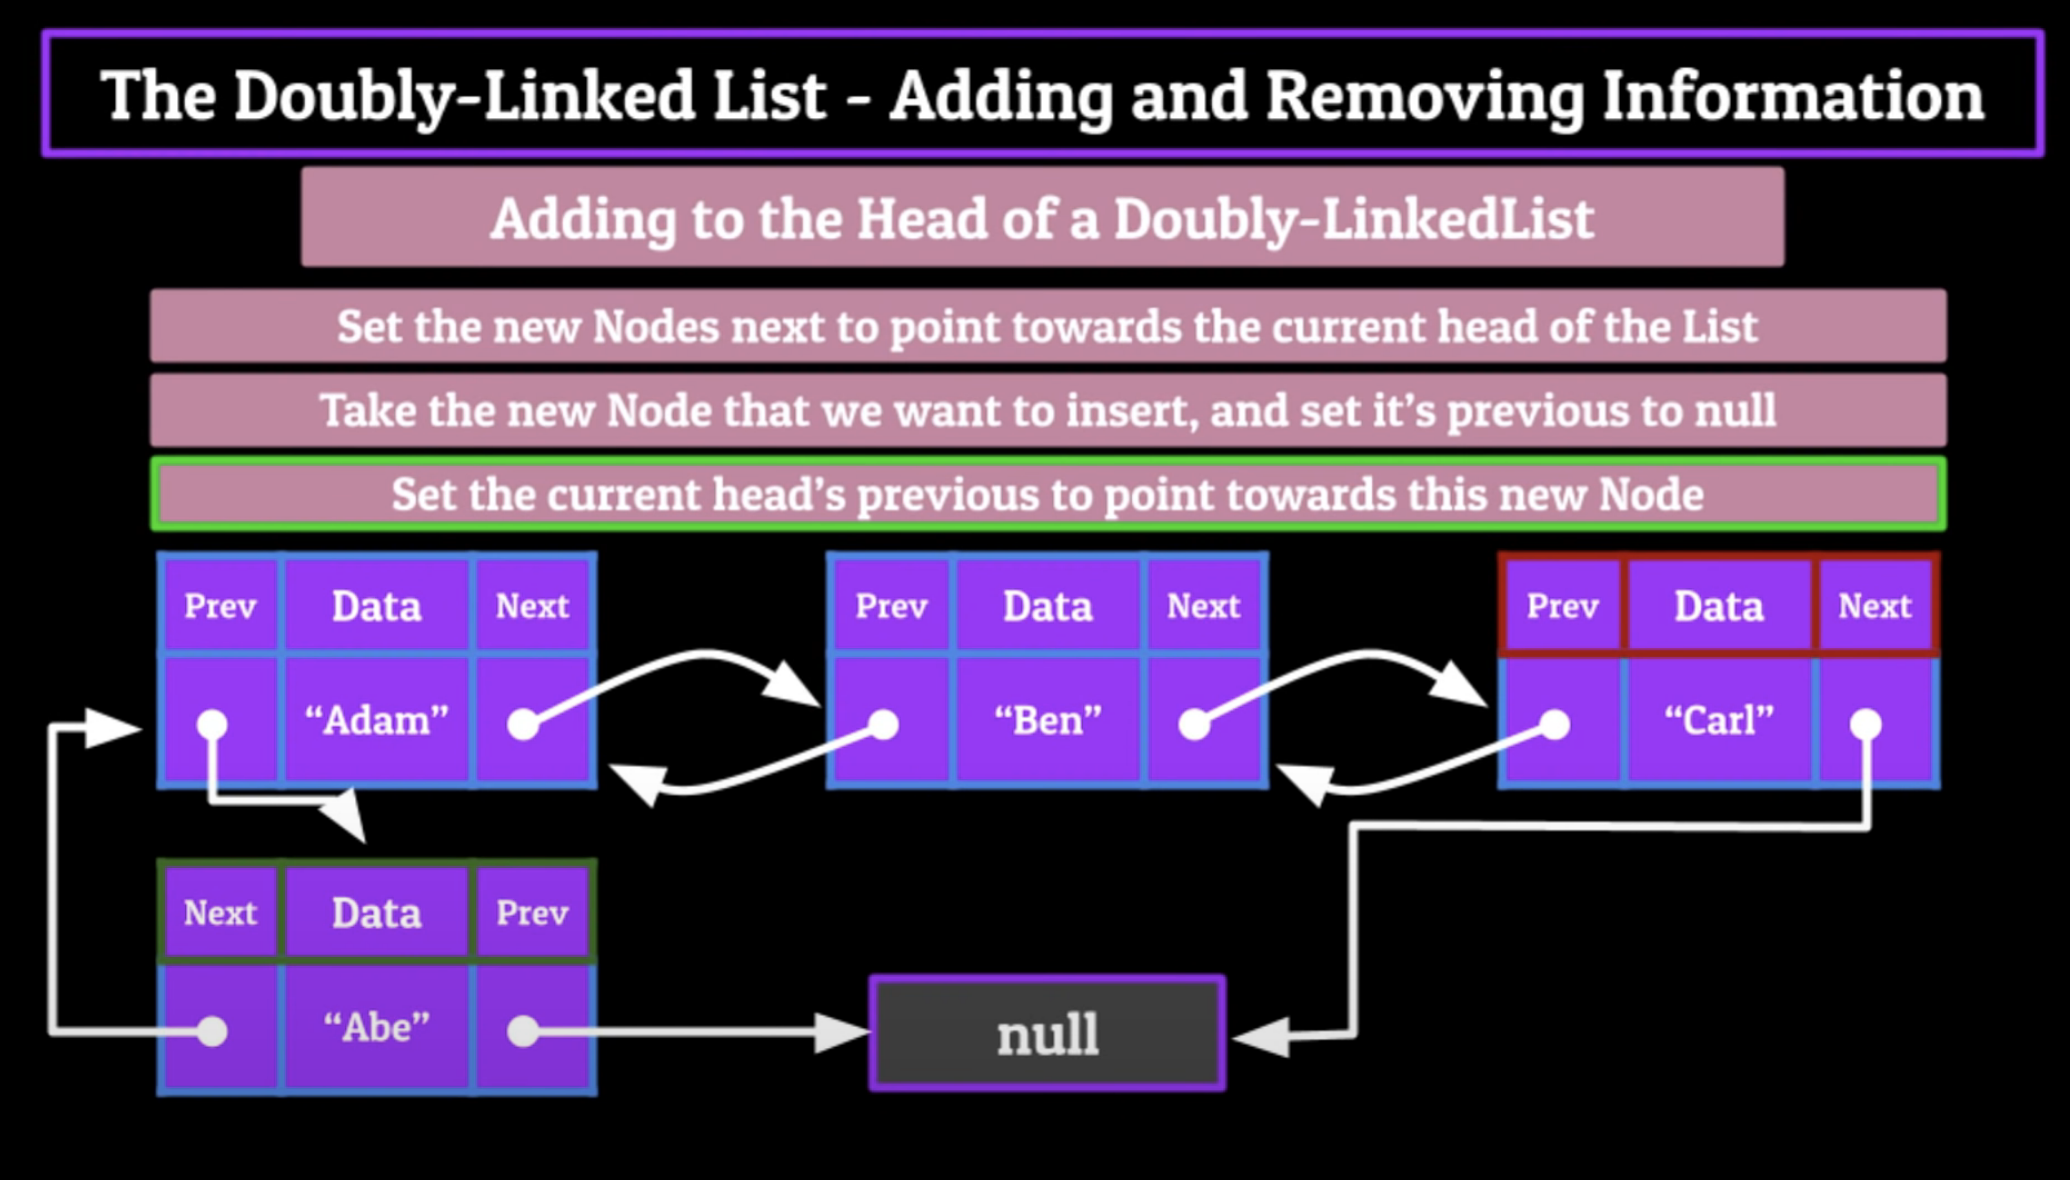 The Doubly-Linked List - Adding and Removing Information
Adding to the Head of a Doubly-LinkedList
Set the new Nodes next to point towards the current head of the List
Take the new Node that we want to insert, and set it’s previous to null
Set the current head’s previous to point towards this new Node
Prev Data Next
“Adam”
Prev Data Next
“Ben”
Prev Data Next
“Carl”
Next Data Prev
“Abe”
null